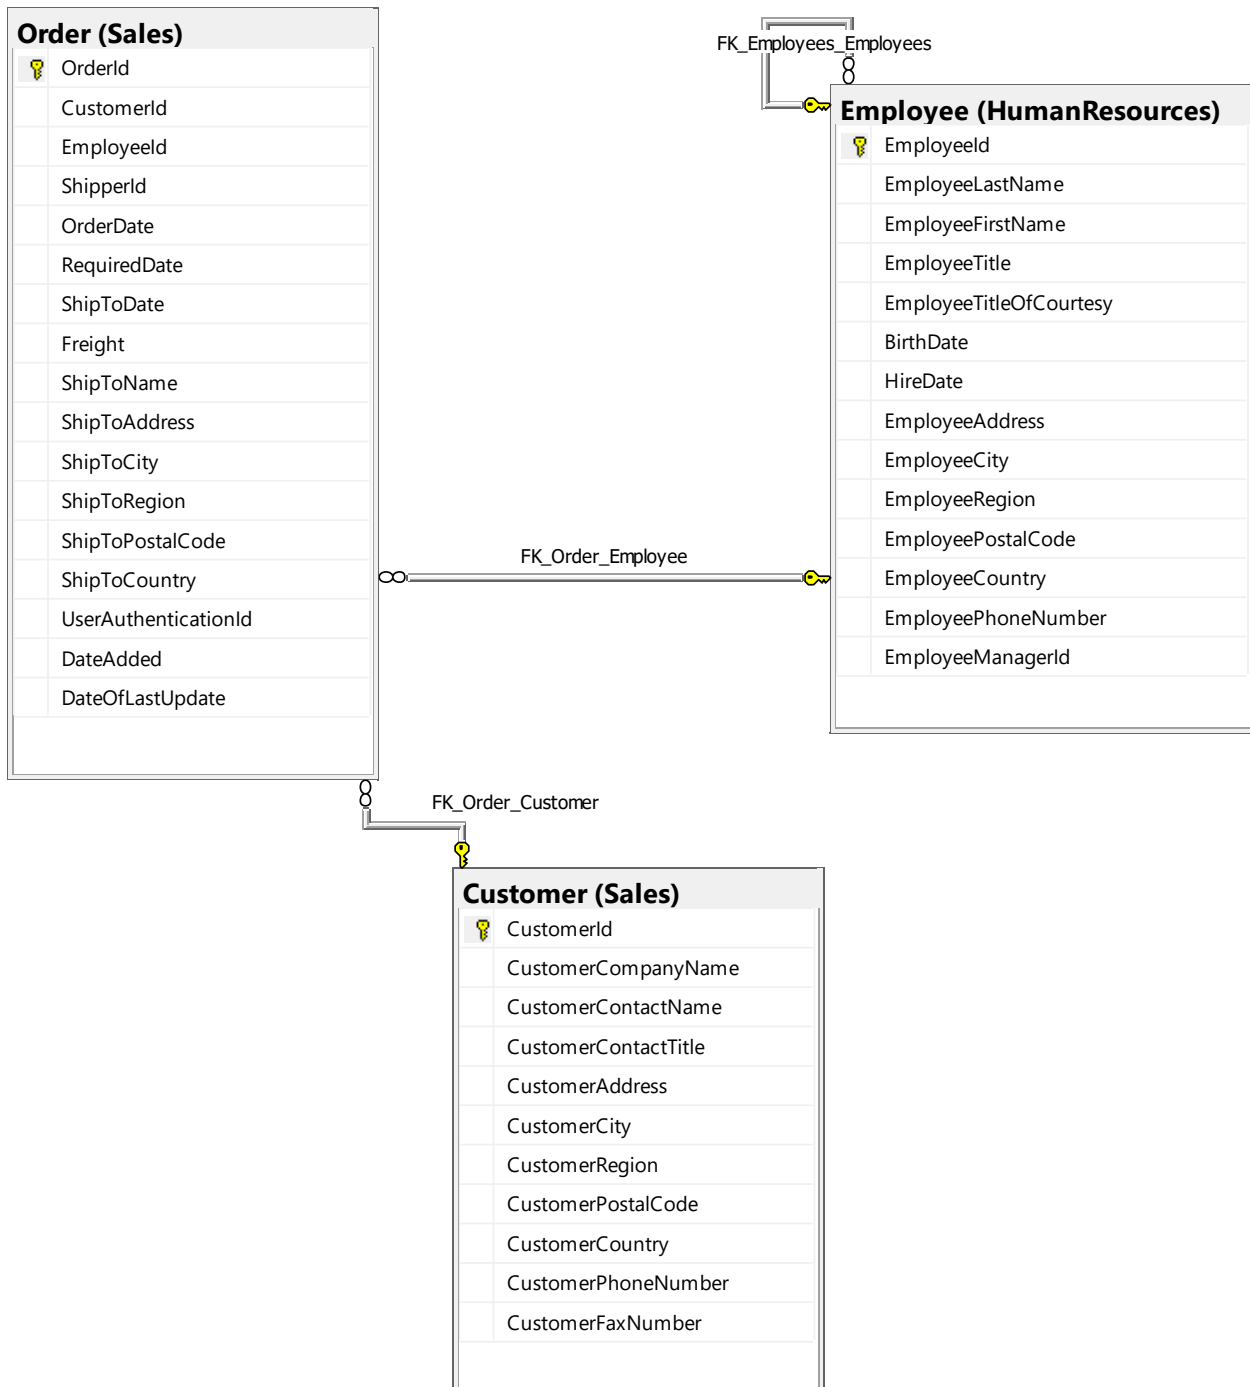 Order (Sales)
OrderId
CustomerId
EmployeeId
ShipperId
OrderDate
RequiredDate
ShipToDate
Freight
ShipToName
ShipToAddress
ShipToCity
ShipToRegion
ShipToPostalCode
ShipToCountry
UserAuthenticationId
DateAdded
DateOfLastUpdate
FK_Employees_Employees
Employee (HumanResources)
EmployeeId
EmployeeLastName
EmployeeFirstName
EmployeeTitle
EmployeeTitleOfCourtesy
BirthDate
HireDate
EmployeeAddress
EmployeeCity
EmployeeRegion
EmployeePostalCode
EmployeeCountry
EmployeePhoneNumber
EmployeeManagerId
FK_Order_Employee
FK_Order_Customer
Customer (Sales)
CustomerId
CustomerCompanyName
CustomerContactName
CustomerContactTitle
CustomerAddress
CustomerCity
CustomerRegion
CustomerPostalCode
CustomerCountry
CustomerPhoneNumber
CustomerFaxNumber